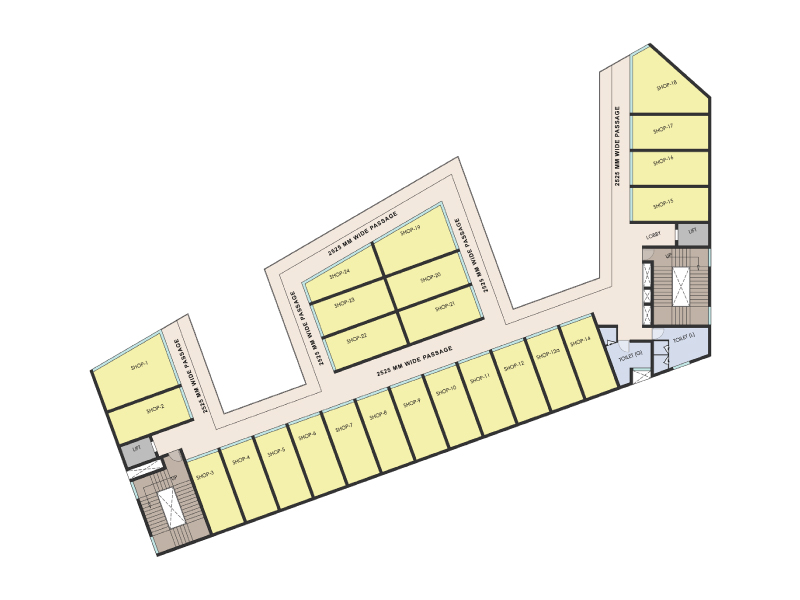 SHOP-18
SHOP-17
SHOP-16
SHOP-15
2525 MM WIDE PASSAGE
LOBBY
LIFT
UP
2525 MM WIDE PASSAGE
SHOP-19
SHOP-24
SHOP-20
SHOP-23
SHOP-21
SHOP-22
2525 MM WIDE PASSAGE
2525 MM WIDE PASSAGE
2525 MM WIDE PASSAGE
SHOP-1
SHOP-2
2525 MM WIDE PASSAGE
LIFT
UP
SHOP-3
SHOP-4
SHOP-5
SHOP-6
SHOP-7
SHOP-8
SHOP-9
SHOP-10
SHOP-11
SHOP-12
SHOP-12a
SHOP-14
TOILET (G)
TOILET (L)